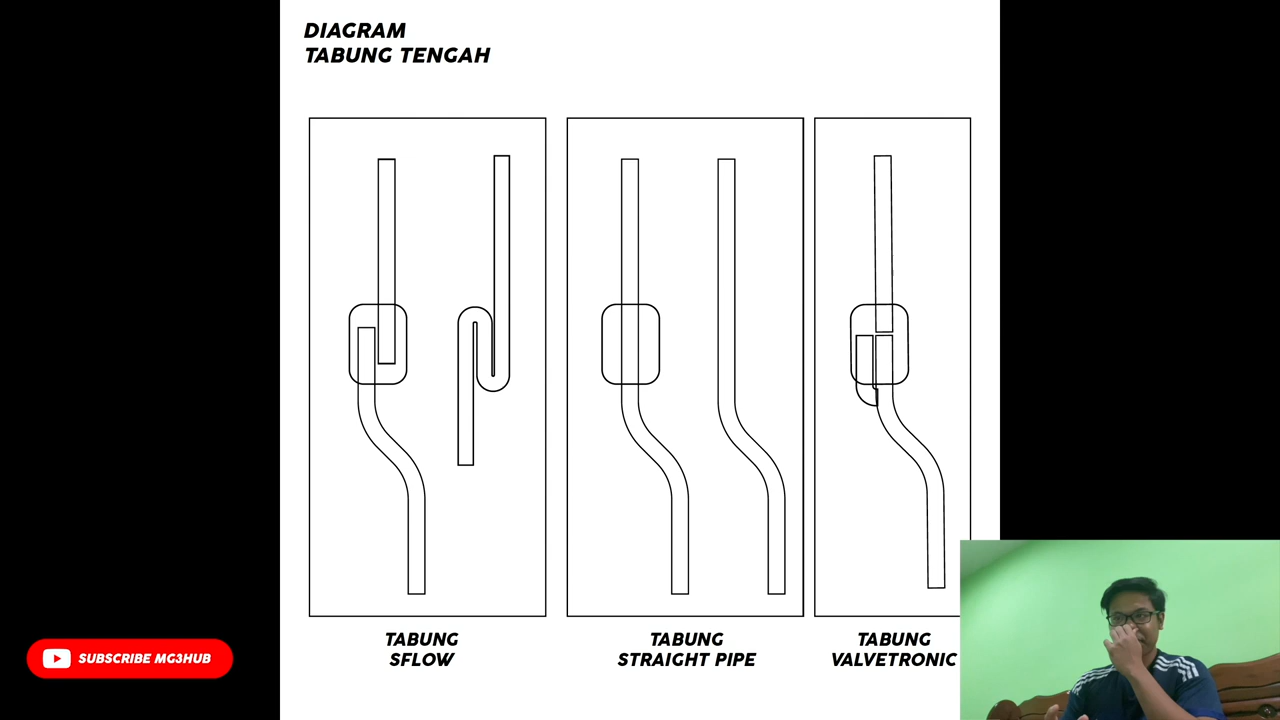 DIAGRAM
TABUNG TENGAH
TABUNG
SFLOW
TABUNG
STRAIGHT PIPE
TABUNG
VALVETRONIC
SUBSCRIBE MG3HUB